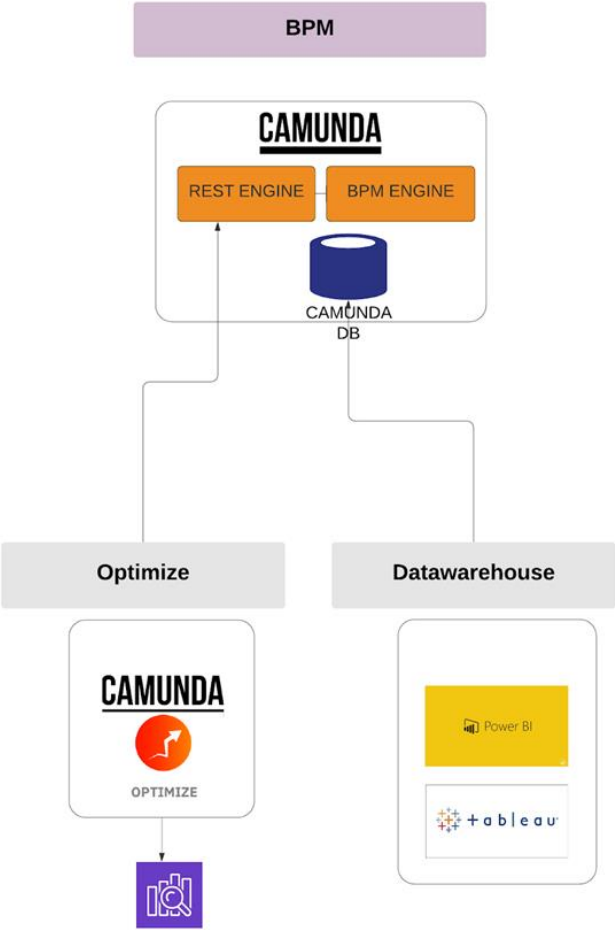 BPM
CAMUNDA
REST ENGINE
BPM ENGINE
CAMUNDA
DB
Optimize
Datawarehouse
CAMUNDA
OPTIMIZE
Power BI
+ableau